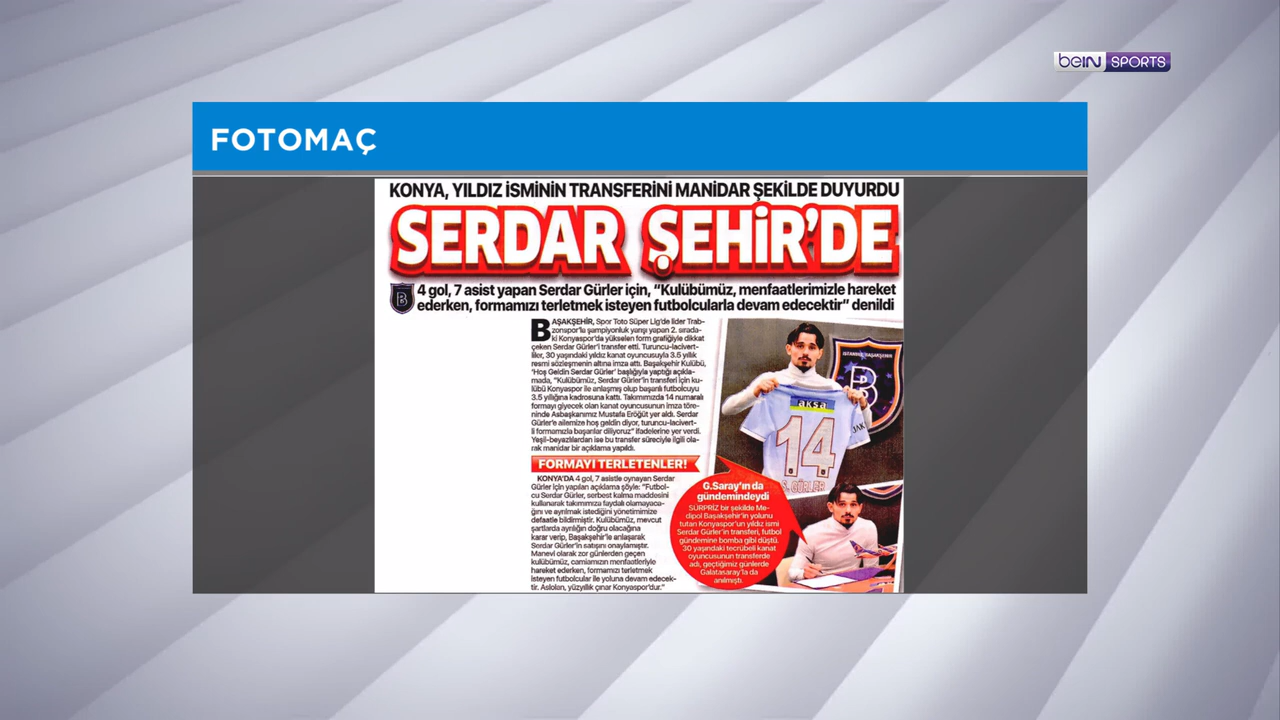 beIN SPORTS
FOTOMAÇ
KONYA, YILDIZ İSMİNİN TRANSFERİNİ MANİDAR ŞEKİLDE DUYURDU
SERDAR ŞEHİR'DE
4 gol, 7 asist yapan Serdar Gürler için, “Kulübümüz, menfaatlerimizle hareket
ederken, formamızı terletmek isteyen futbolcularla devam edecektir” denildi
BAŞAKŞEHİR, Spor Toto Süper Lig'de lider Trab-
zonspor'la şampiyonluk yarışı yapan 2. sırada-
ki Konyaspor'da yükselen form grafiğiyle dikkat
çeken Serdar Gürler'i transfer etti. Turuncu-lacivert-
liler, 30 yaşındaki yıldız kanat oyuncusuyla 3.5 yıllık
resmi sözleşmenin altına imza attı. Başakşehir Kulübü,
'Hoş Geldin Serdar Gürler' başlığıyla yaptığı açıkla-
mada, “Kulübümüz, Serdar Gürler'in transferi için ku-
lübü Konyaspor ile anlaşmış olup başarılı futbolcuyu
3.5 yıllığına kadrosuna kattı. Takımımızda 14 numaralı
formayı giyecek olan kanat oyuncusunun imza töre-
ninde Asbaşkanımız Mustafa Eröğüt yer aldı. Serdar
Gürler'e ailemize hoş geldin diyor, turuncu-lacivert-
li formamızla başarılar diliyoruz” ifadelerine yer verdi.
Yeşil-beyazlılardan ise bu transfer süreciyle ilgili ola-
rak manidar bir açıklama yapıldı.
FORMAYI TERLETENLER!
KONYA'DA 4 gol, 7 asistle oynayan Serdar
Gürler için yapılan açıklama şöyle: “Futbol-
cu Serdar Gürler, serbest kalma maddesini
kullanarak takımımıza faydalı olamayaca-
ğını ve ayrılmak istediğini yönetimimize
defaatle bildirmiştir. Kulübümüz, mevcut
şartlarda ayrılığın doğru olacağına
karar verip, Başakşehir'le anlaşarak
Serdar Gürler'in satışını onaylamıştır.
Manevi olarak zor günlerden geçen
kulübümüz, camiamızın menfaatleriyle
hareket ederken, formamızı terletmek
isteyen futbolcular ile yoluna devam edecek-
tir. Aslolan, yüzyıllık çınar Konyaspor'dur.”
İSTANBUL BAŞAKŞEHİR
B
aksa
14
S. GÜRLER
G.Saray'ın da
gündemindeydi
SÜRPRİZ bir şekilde Me-
dipol Başakşehir'in yolunu
tutan Konyaspor'un yıldız ismi
Serdar Gürler'in transferi, futbol
gündemine bomba gibi düştü.
30 yaşındaki tecrübeli kanat
oyuncusunun transferde
adı, geçtiğimiz günlerde
Galatasaray'la da
anılmıştı.